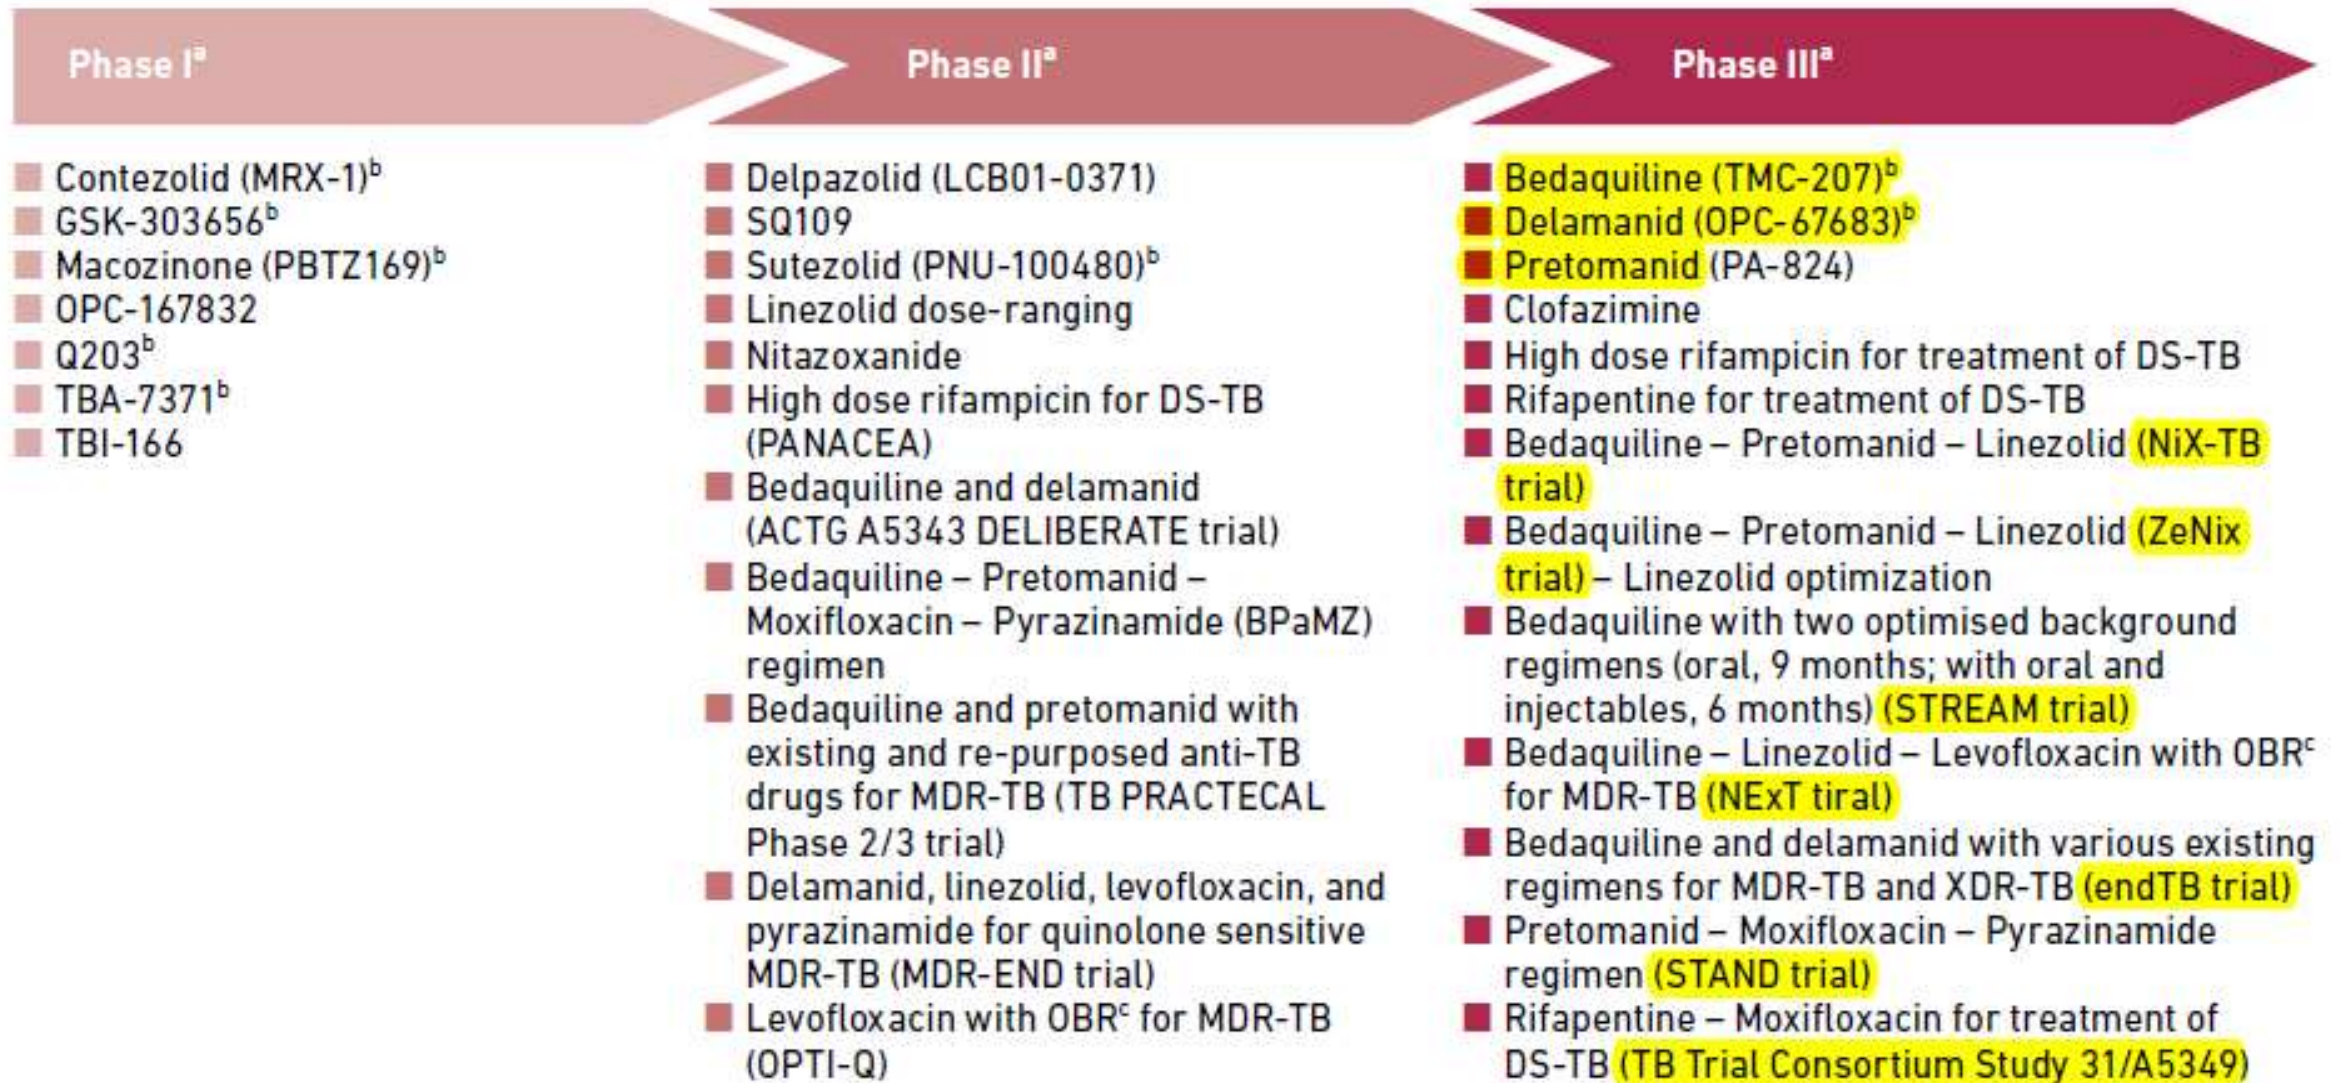 Phase Iᵃ
Contezolid (MRX-1)ᵇ
GSK-303656ᵇ
Macozinone (PBTZ169)ᵇ
OPC-167832
Q203ᵇ
TBA-7371ᵇ
TBI-166
Phase IIᵃ
Delpazolid (LCB01-0371)
SQ109
Sutezolid (PNU-100480)ᵇ
Linezolid dose-ranging
Nitazoxanide
High dose rifampicin for DS-TB
(PANACEA)
Bedaquiline and delamanid
(ACTG A5343 DELIBERATE trial)
Bedaquiline – Pretomanid –
Moxifloxacin – Pyrazinamide (BPaMZ)
regimen
Bedaquiline and pretomanid with
existing and re-purposed anti-TB
drugs for MDR-TB (TB PRACTECAL
Phase 2/3 trial)
Delamanid, linezolid, levofloxacin, and
pyrazinamide for quinolone sensitive
MDR-TB (MDR-END trial)
Levofloxacin with OBRᶜ for MDR-TB
(OPTI-Q)
Phase IIIᵃ
Bedaquiline (TMC-207)ᵇ
Delamanid (OPC-67683)ᵇ
Pretomanid (PA-824)
Clofazimine
High dose rifampicin for treatment of DS-TB
Rifapentine for treatment of DS-TB
Bedaquiline – Pretomanid – Linezolid (NiX-TB
trial)
Bedaquiline – Pretomanid – Linezolid (ZeNix
trial) – Linezolid optimization
Bedaquiline with two optimised background
regimens (oral, 9 months; with oral and
injectables, 6 months) (STREAM trial)
Bedaquiline – Linezolid – Levofloxacin with OBRᶜ
for MDR-TB (NExT tiral)
Bedaquiline and delamanid with various existing
regimens for MDR-TB and XDR-TB (endTB trial)
Pretomanid – Moxifloxacin – Pyrazinamide
regimen (STAND trial)
Rifapentine – Moxifloxacin for treatment of
DS-TB (TB Trial Consortium Study 31/A5349)